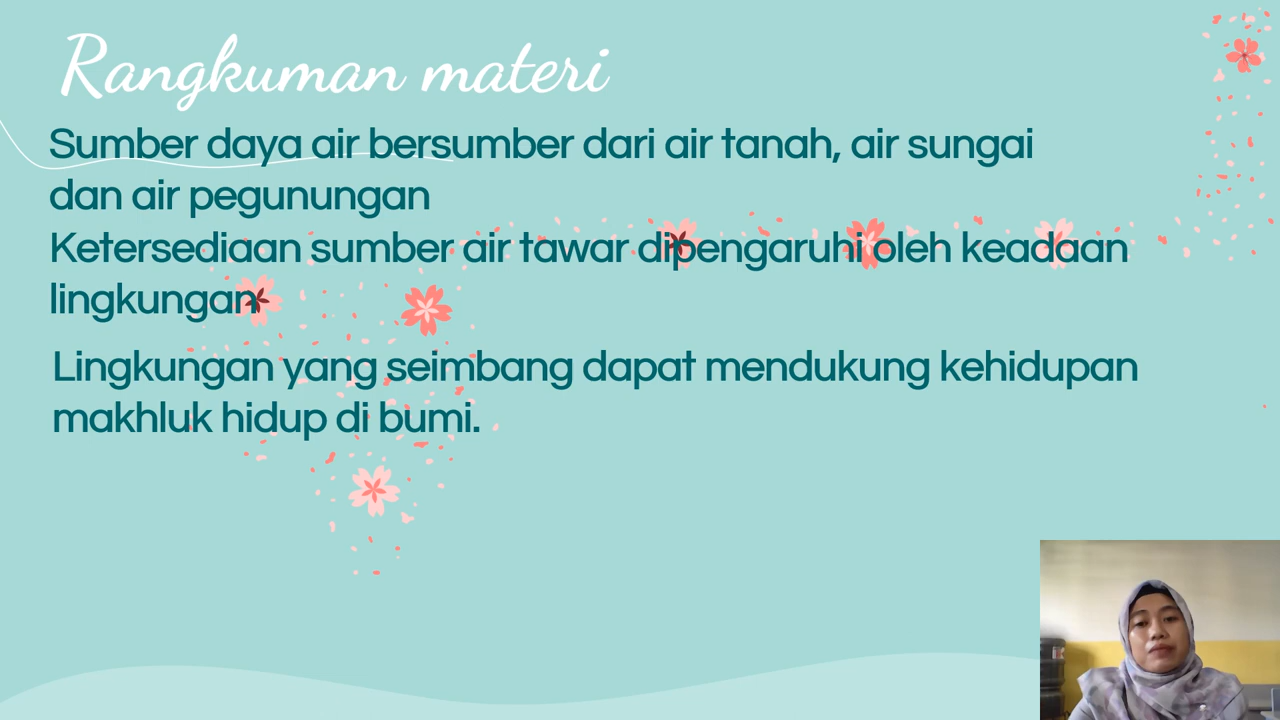 Rangkuman materi
Sumber daya air bersumber dari air tanah, air sungai
dan air pegunungan
Ketersediaan sumber air tawar dipengaruhi oleh keadaan
lingkungan
Lingkungan yang seimbang dapat mendukung kehidupan
makhluk hidup di bumi.